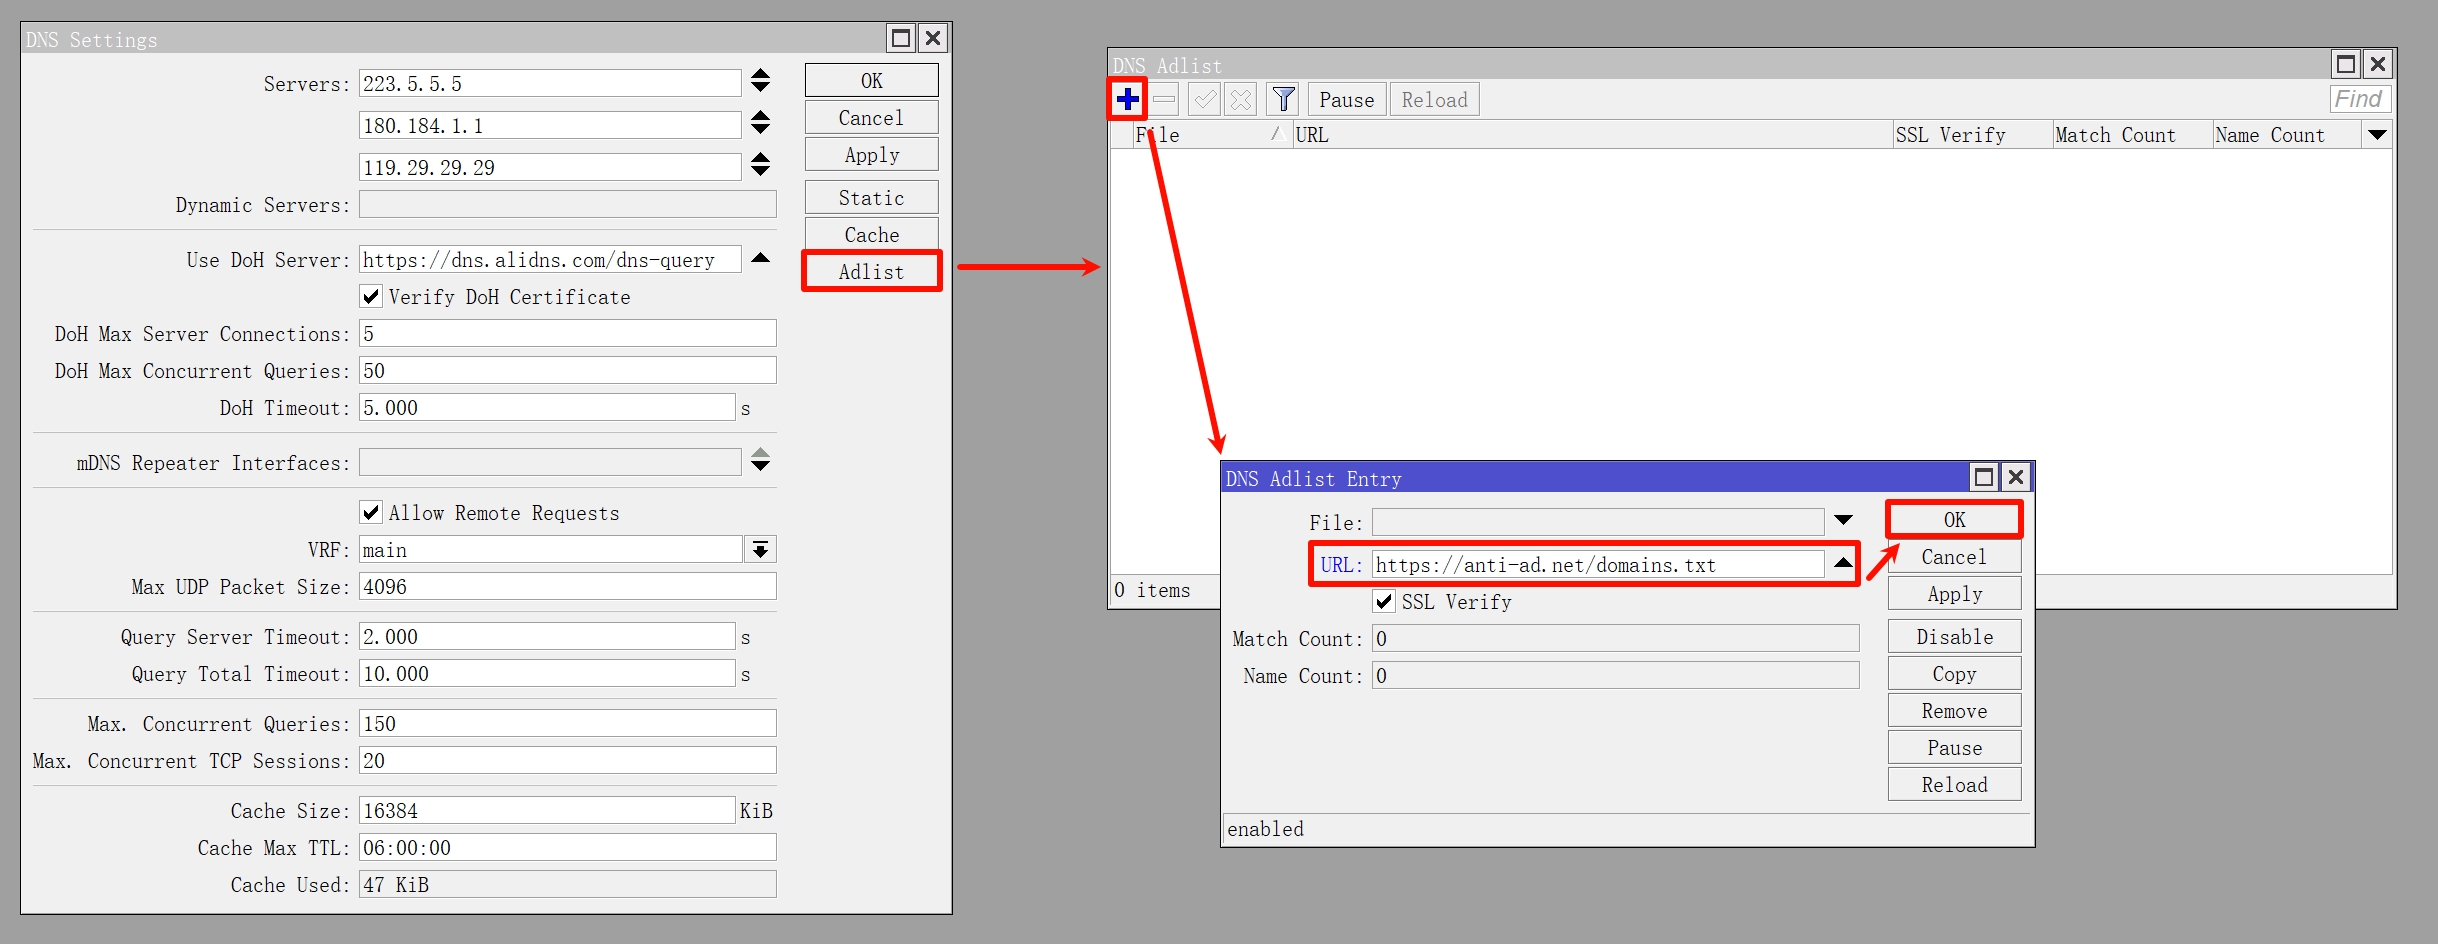 DNS Settings
Servers: 223.5.5.5
180.184.1.1
119.29.29.29
Dynamic Servers:
Use DoH Server: https://dns.alidns.com/dns-query
Verify DoH Certificate
DoH Max Server Connections: 5
DoH Max Concurrent Queries: 50
DoH Timeout: 5.000 s
mDNS Repeater Interfaces:
Allow Remote Requests
VRF: main
Max UDP Packet Size: 4096
Query Server Timeout: 2.000 s
Query Total Timeout: 10.000 s
Max. Concurrent Queries: 150
Max. Concurrent TCP Sessions: 20
Cache Size: 16384 KiB
Cache Max TTL: 06:00:00
Cache Used: 47 KiB
OK
Cancel
Apply
Static
Cache
Adlist
DNS Adlist
Pause Reload Find
File URL SSL Verify Match Count Name Count
0 items
DNS Adlist Entry
File:
URL: https://anti-ad.net/domains.txt
SSL Verify
Match Count: 0
Name Count: 0
OK
Cancel
Apply
Disable
Copy
Remove
Pause
Reload
enabled